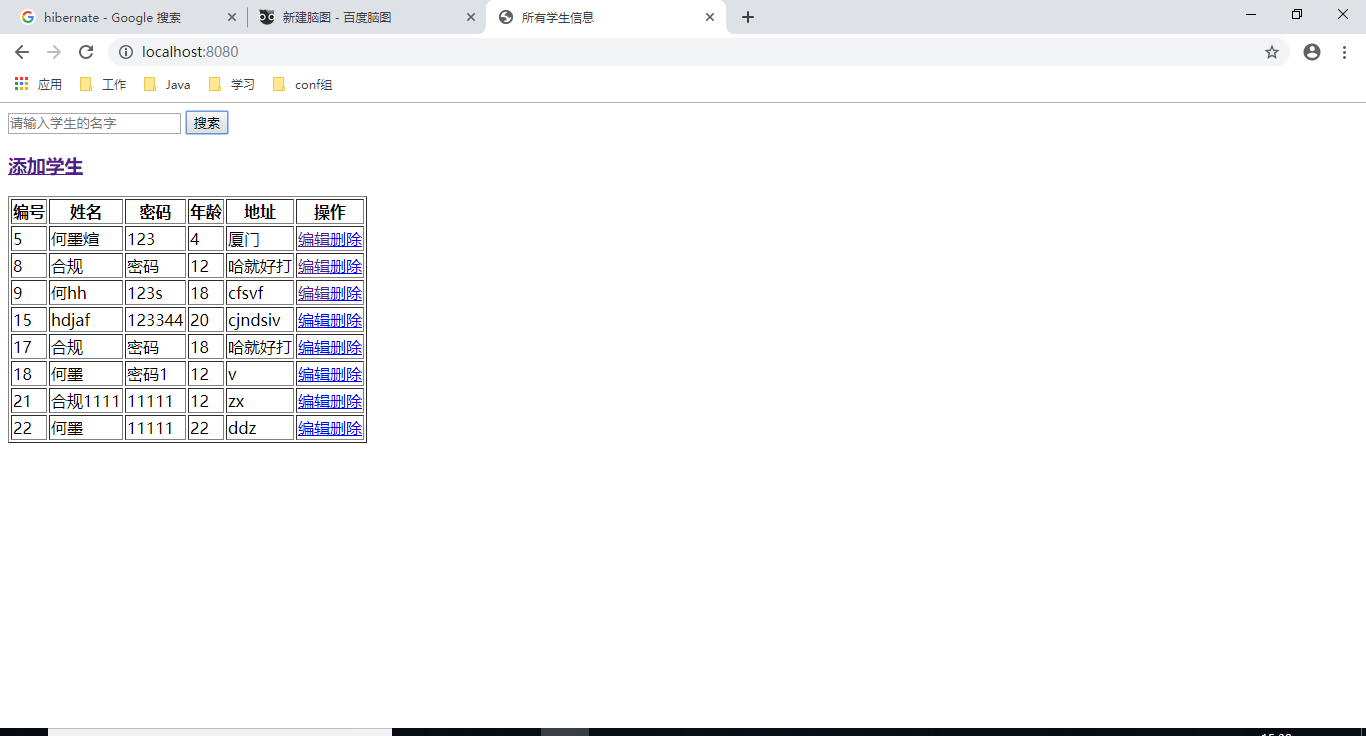 hibernate - Google 搜索 新建脑图 - 百度脑图 所有学生信息
localhost:8080
应用 工作 Java 学习 conf组
请输入学生的名字 搜索
添加学生
编号 姓名 密码 年龄 地址 操作
5 何墨煊 123 4 厦门 编辑删除
8 合规 密码 12 哈就好打 编辑删除
9 何hh 123s 18 cfsvf 编辑删除
15 hdjaf 123344 20 cjndsiv 编辑删除
17 合规 密码 18 哈就好打 编辑删除
18 何墨 密码1 12 v 编辑删除
21 合规1111 11111 12 zx 编辑删除
22 何墨 11111 22 ddz 编辑删除